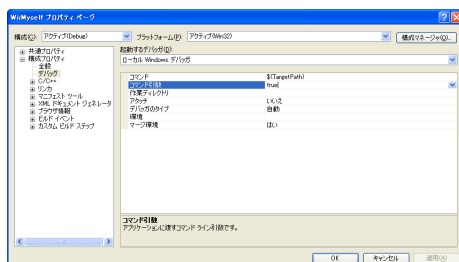 WiiMyself プロパティ ページ
構成(C): アクティブ(Debug) プラットフォーム(P): アクティブ(Win32) 構成マネージャ(O)...
共通プロパティ
構成プロパティ
全般
デバッグ
C/C++
リンカ
マニフェスト ツール
XML ドキュメント ジェネレータ
ブラウザ情報
ビルド イベント
カスタム ビルド ステップ
起動するデバッガ(D):
ローカル Windows デバッガ
コマンド $(TargetPath)
コマンド引数 true
作業ディレクトリ
アタッチ いいえ
デバッガのタイプ 自動
環境
マージ環境 はい
コマンド引数
アプリケーションに渡すコマンド ライン引数です。
OK キャンセル 適用(A)